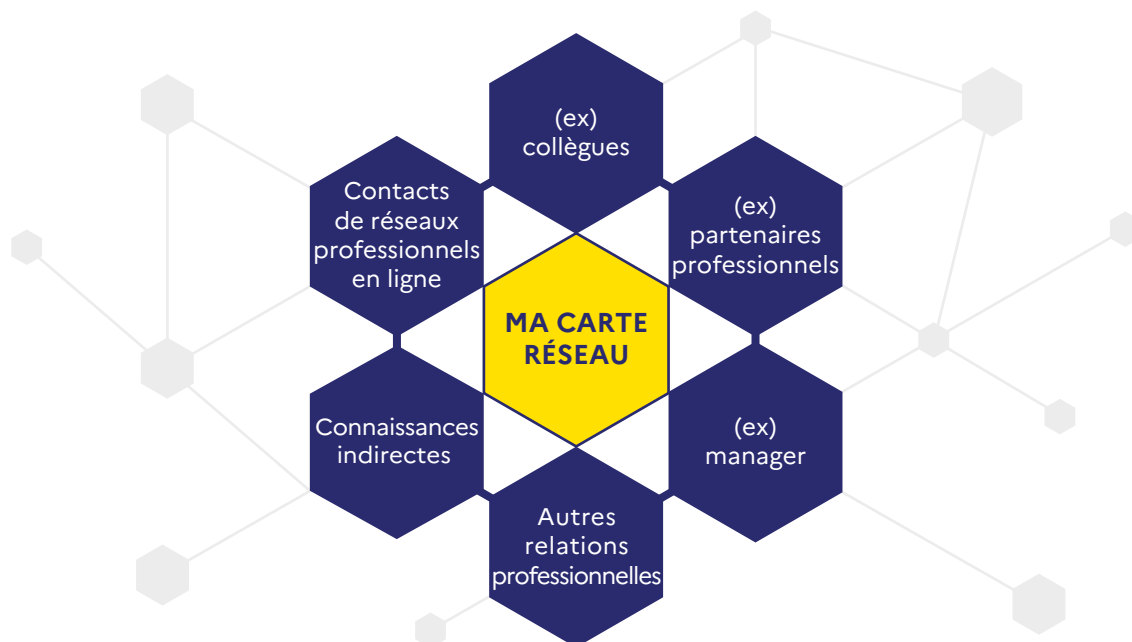 (ex)
collègues
Contacts
de réseaux
professionnels
en ligne
(ex)
partenaires
professionnels
MA CARTE
RÉSEAU
Connaissances
indirectes
(ex)
manager
Autres
relations
professionnelles